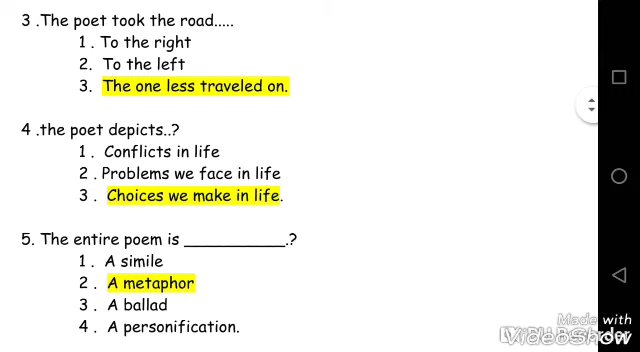 3 .The poet took the road.....
1 . To the right
2. To the left
3. The one less traveled on.
4 .the poet depicts..?
1 . Conflicts in life
2 . Problems we face in life
3 . Choices we make in life.
5. The entire poem is ___________.?
1 . A simile
2 . A metaphor
3 . A ballad
4 . A personification.
Made with
VideoShow